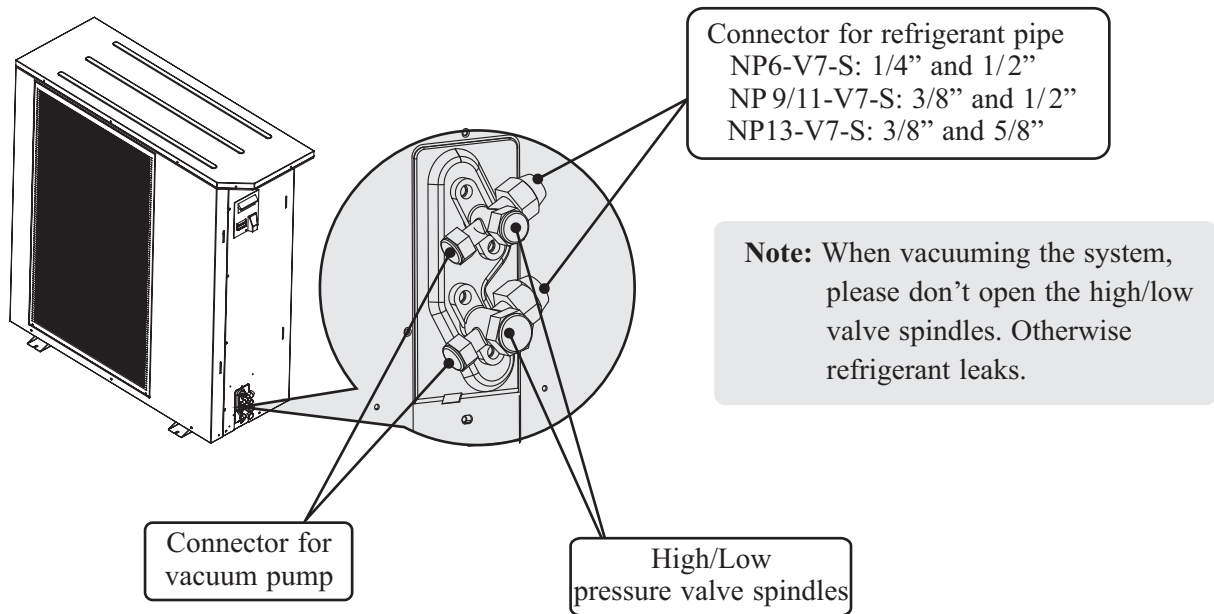 Connector for refrigerant pipe
NP6-V7-S: 1/4” and 1/2”
NP 9/11-V7-S: 3/8” and 1/2”
NP13-V7-S: 3/8” and 5/8”
Note: When vacuuming the system,
please don’t open the high/low
valve spindles. Otherwise
refrigerant leaks.
Connector for
vacuum pump
High/Low
pressure valve spindles